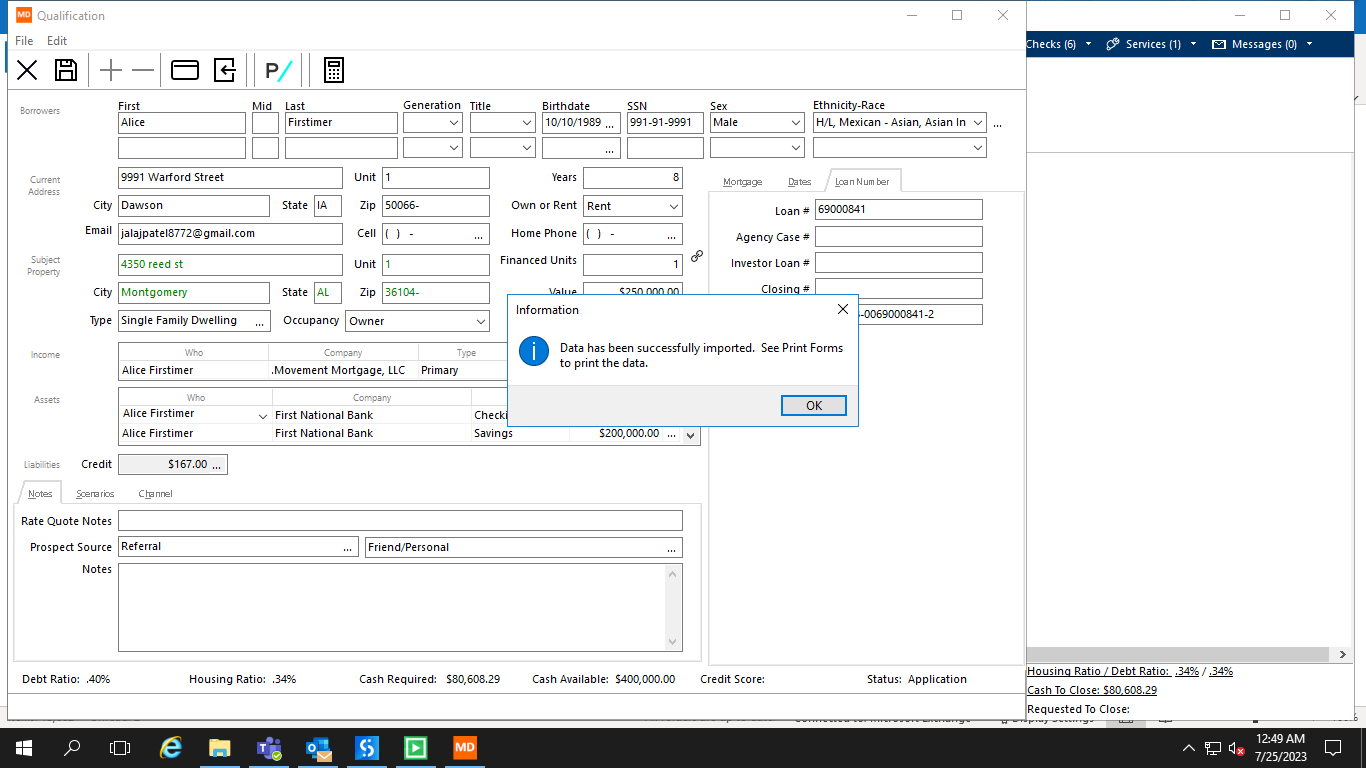 MD Qualification
File Edit
P/
Checks (6) Services (1) Messages (0)
Borrowers First Mid Last Generation Title Birthdate SSN Sex Ethnicity-Race
Alice Firstimer 10/10/1989 ... 991-91-9991 Male H/L, Mexican - Asian, Asian In ...
...
Current Address
9991 Warford Street Unit 1 Years 8
City Dawson State IA Zip 50066- Own or Rent Rent
Email jalajpatel8772@gmail.com Cell ( ) - ... Home Phone ( ) - ...
Subject Property
4350 reed st Unit 1 Financed Units 1
City Montgomery State AL Zip 36104- Value $250,000.00
Type Single Family Dwelling ... Occupancy Owner
Mortgage Dates Loan Number
Loan # 69000841
Agency Case #
Investor Loan #
Closing #
-0069000841-2
Information
Data has been successfully imported. See Print Forms
to print the data.
OK
Income Who Company Type
Alice Firstimer .Movement Mortgage, LLC Primary
Assets Who Company
Alice Firstimer First National Bank Checki
Alice Firstimer First National Bank Savings $200,000.00 ...
Liabilities Credit $167.00 ...
Notes Scenarios Channel
Rate Quote Notes
Prospect Source Referral ... Friend/Personal ...
Notes
Debt Ratio: .40% Housing Ratio: .34% Cash Required: $80,608.29 Cash Available: $400,000.00 Credit Score: Status: Application
Housing Ratio / Debt Ratio: .34% / .34%
Cash To Close: $80,608.29
Requested To Close:
MD
12:49 AM
7/25/2023